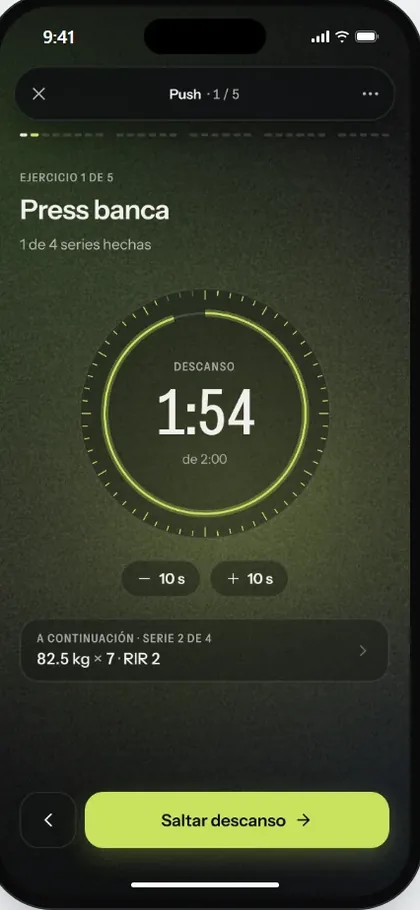 9:41
Push · 1 / 5
EJERCICIO 1 DE 5
Press banca
1 de 4 series hechas
DESCANSO
1:54
de 2:00
− 10 s
+ 10 s
A CONTINUACIÓN · SERIE 2 DE 4
82.5 kg × 7 · RIR 2
Saltar descanso →